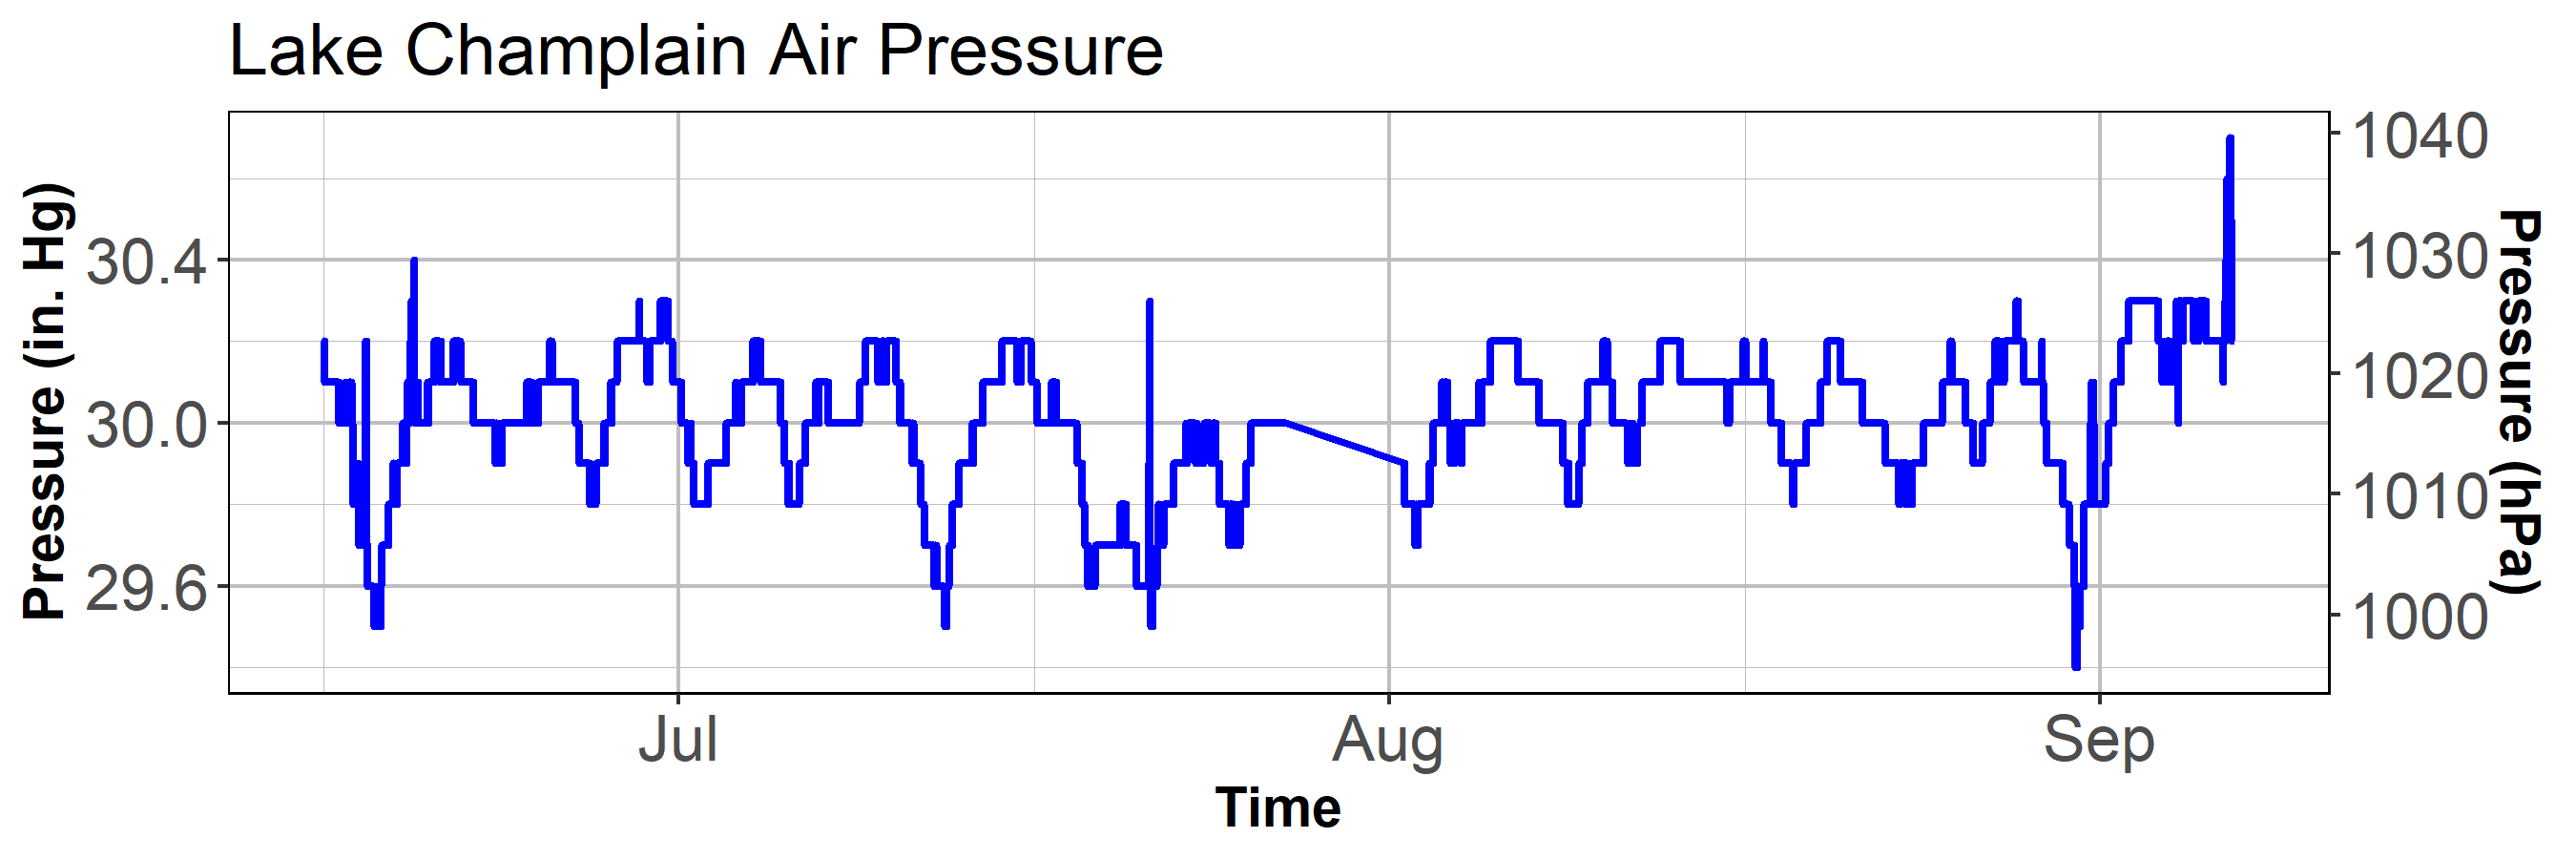 Lake Champlain Air Pressure
Pressure (in. Hg)
30.4
30.0
29.6
1040
1030
1020
1010
1000
Pressure (hPa)
Jul
Aug
Sep
Time